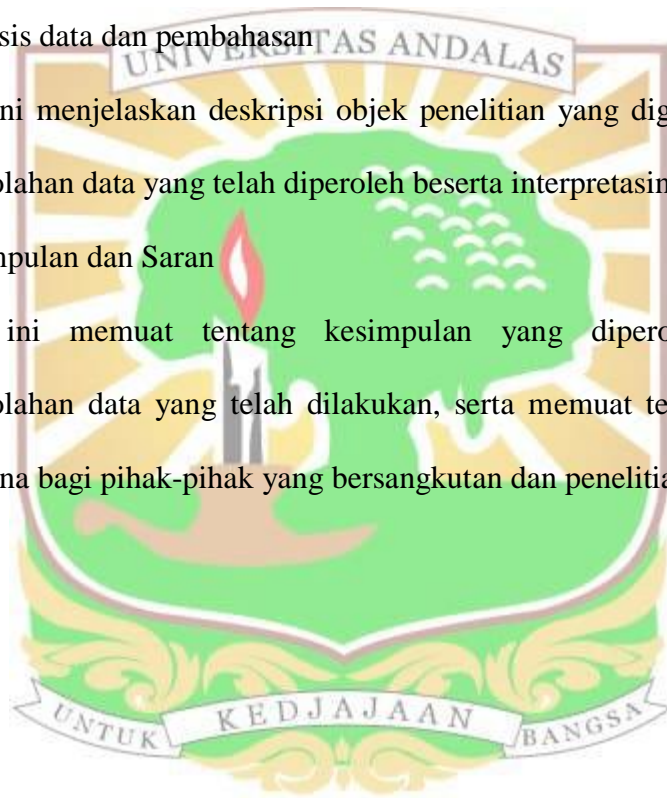 sis data dan pembahasan
UNIVERSITAS ANDALAS
ni menjelaskan deskripsi objek penelitian yang dig
olahan data yang telah diperoleh beserta interpretasin
mpulan dan Saran
ini memuat tentang kesimpulan yang dipero
olahan data yang telah dilakukan, serta memuat te
na bagi pihak-pihak yang bersangkutan dan penelitia
UNTUK KEDJAJAAN BANGSA